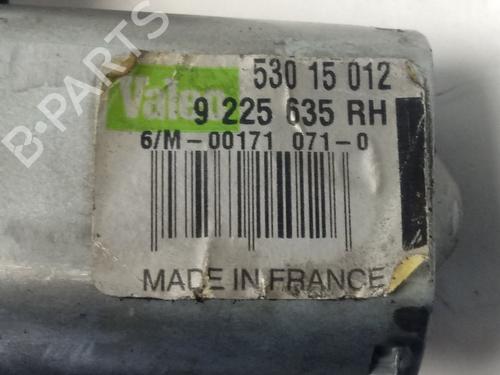 Valeo 530 15 012
9 225 635 RH
6/M-00171 071-0
MADE IN FRANCE
B-PARTS